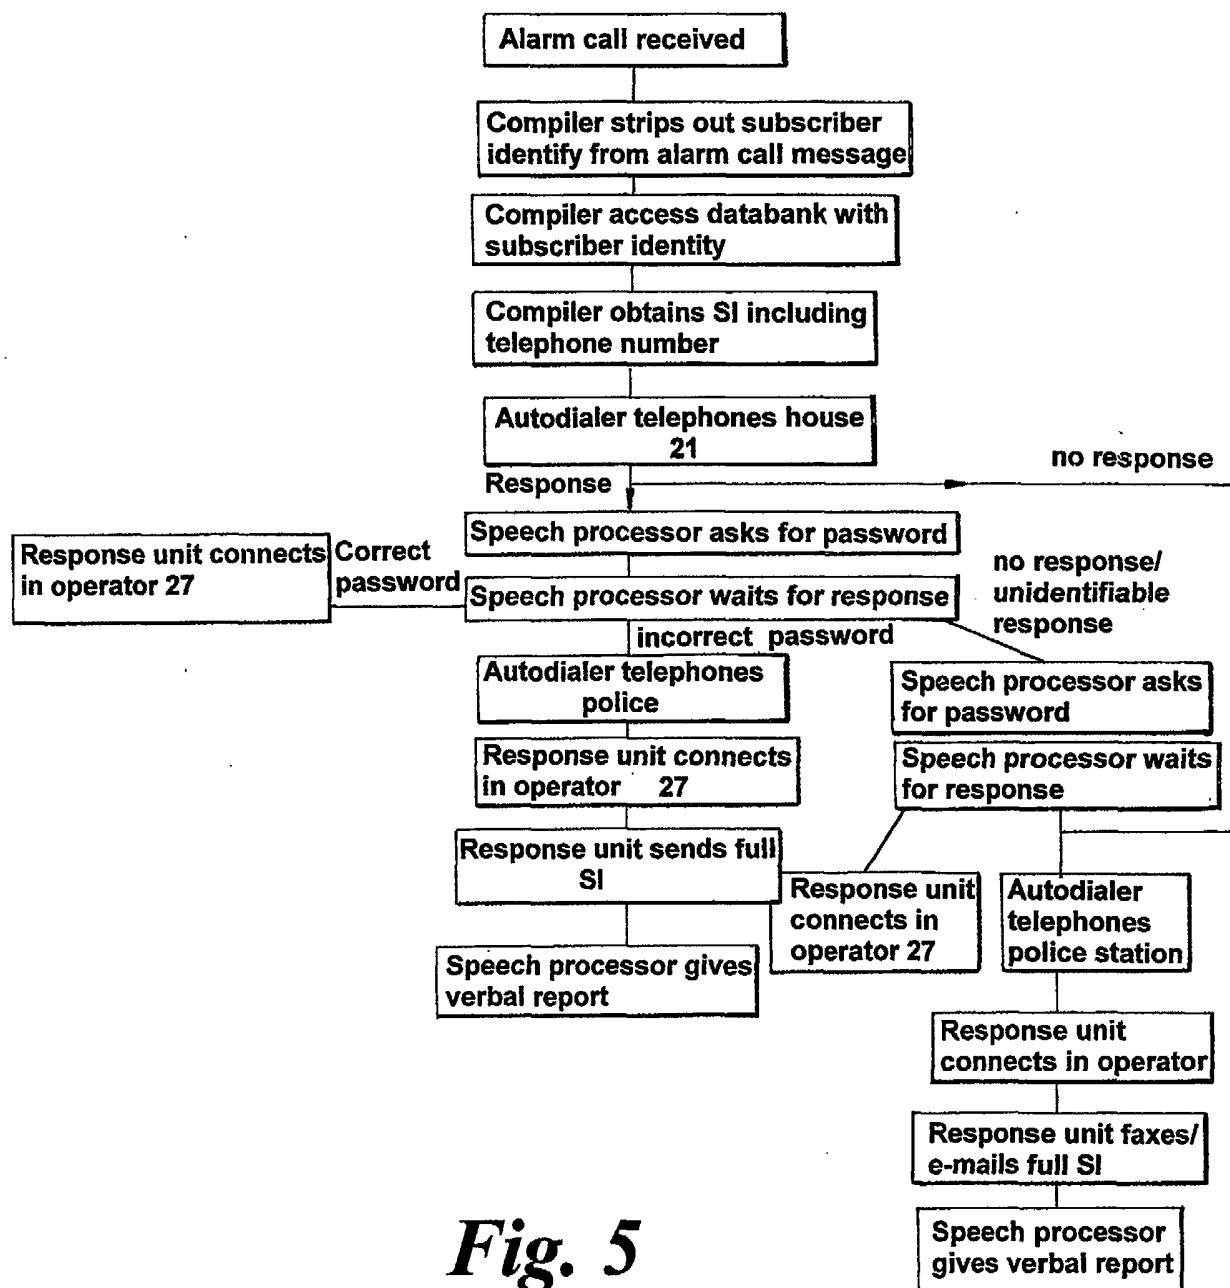 Alarm call received
Compiler strips out subscriber
identify from alarm call message
Compiler access databank with
subscriber identity
Compiler obtains SI including
telephone number
Autodialer telephones house
21
no response
Response
Speech processor asks for password
Response unit connects
in operator 27
Correct
password
Speech processor waits for response
no response/
unidentifiable
response
incorrect password
Autodialer telephones
police
Speech processor asks
for password
Response unit connects
in operator 27
Speech processor waits
for response
Response unit sends full
SI
Response unit
connects in
operator 27
Autodialer
telephones
police station
Speech processor gives
verbal report
Response unit
connects in operator
Response unit faxes/
e-mails full SI
Speech processor
gives verbal report
Fig. 5